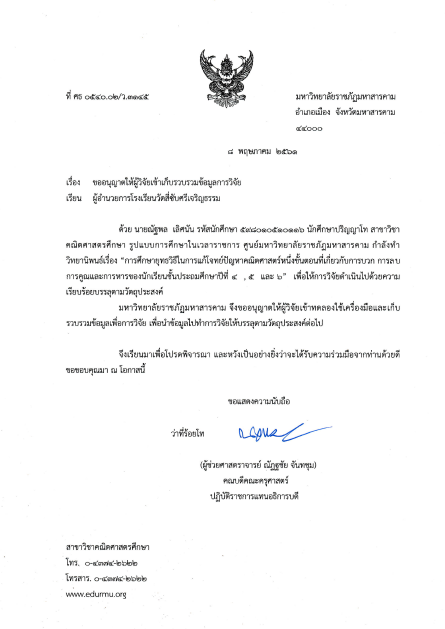 ที่ ศธ ๐๕๔๐.๐๒/ว.๓๑๔๕
มหาวิทยาลัยราชภัฏมหาสารคาม
อำเภอเมือง จังหวัดมหาสารคาม
๔๔๐๐๐
๘ พฤษภาคม ๒๕๖๑
เรื่อง ขออนุญาตให้ผู้วิจัยเข้าเก็บรวบรวมข้อมูลการวิจัย
เรียน ผู้อำนวยการโรงเรียนวัดสี่ซับศรีเจริญธรรม
ด้วย นายณัฐพล เลิศนัน รหัสนักศึกษา ๕๙๘๐๑๐๕๑๐๑๑๖ นักศึกษาปริญญาโท สาขาวิชา
คณิตศาสตรศึกษา รูปแบบการศึกษาในเวลาราชการ ศูนย์มหาวิทยาลัยราชภัฏมหาสารคาม กำลังทำ
วิทยานิพนธ์เรื่อง "การศึกษายุทธวิธีในการแก้โจทย์ปัญหาคณิตศาสตร์หนึ่งขั้นตอนที่เกี่ยวกับการบวก การลบ
การคูณและการหารของนักเรียนชั้นประถมศึกษาปีที่ ๔ , ๕ และ ๖" เพื่อให้การวิจัยดำเนินไปด้วยความ
เรียบร้อยบรรลุตามวัตถุประสงค์
มหาวิทยาลัยราชภัฏมหาสารคาม จึงขออนุญาตให้ผู้วิจัยเข้าทดลองใช้เครื่องมือและเก็บ
รวบรวมข้อมูลเพื่อการวิจัย เพื่อนำข้อมูลไปทำการวิจัยให้บรรลุตามวัตถุประสงค์ต่อไป
จึงเรียนมาเพื่อโปรดพิจารณา และหวังเป็นอย่างยิ่งว่าจะได้รับความร่วมมือจากท่านด้วยดี
ขอขอบคุณมา ณ โอกาสนี้
ขอแสดงความนับถือ
ว่าที่ร้อยโท
(ผู้ช่วยศาสตราจารย์ ณัฏฐชัย จันทชุม)
คณบดีคณะครุศาสตร์
ปฏิบัติราชการแทนอธิการบดี
สาขาวิชาคณิตศาสตรศึกษา
โทร. ๐-๔๓๗๔-๒๖๒๒
โทรสาร. ๐-๔๓๗๔-๒๖๒๒
www.edurmu.org